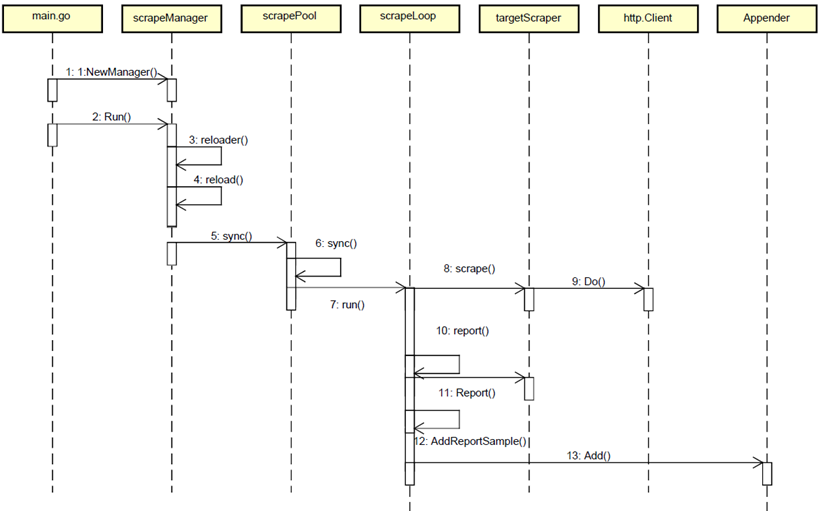 main.go
scrapeManager
scrapePool
scrapeLoop
targetScraper
http.Client
Appender
1: 1:NewManager()
2: Run()
3: reloader()
4: reload()
5: sync()
6: sync()
7: run()
8: scrape()
9: Do()
10: report()
11: Report()
12: AddReportSample()
13: Add()